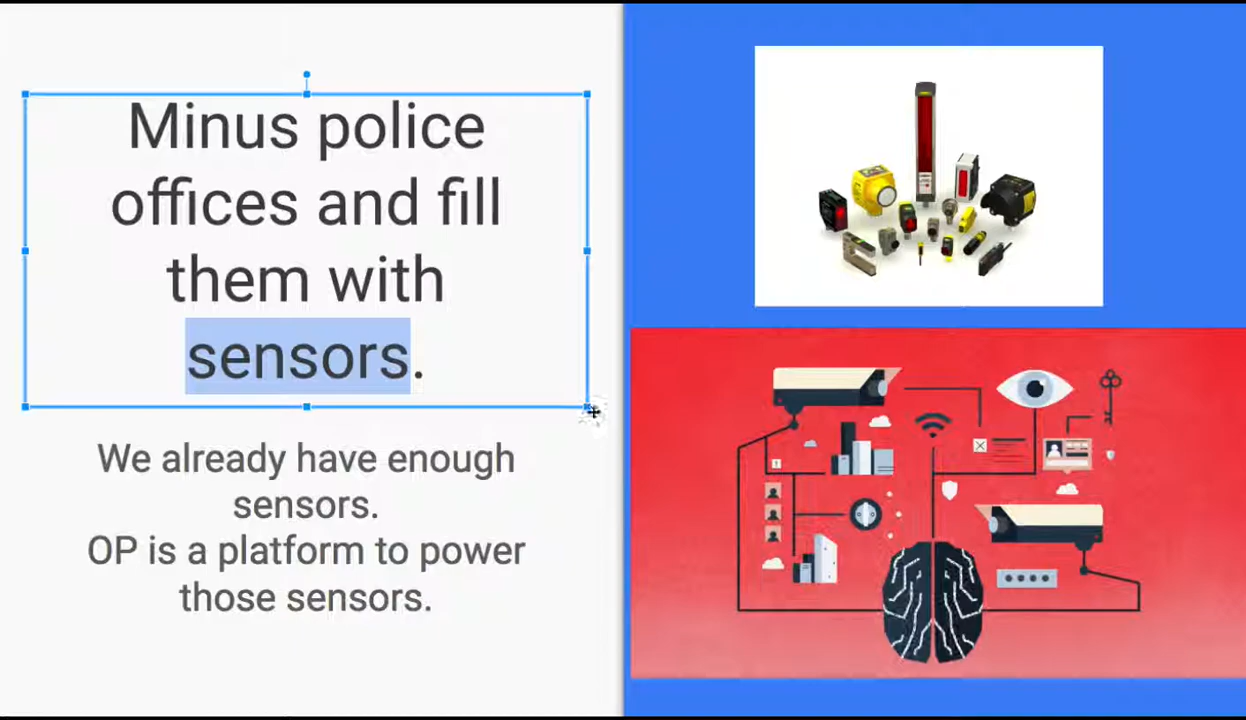 Minus police
offices and fill
them with
sensors.
We already have enough
sensors.
OP is a platform to power
those sensors.